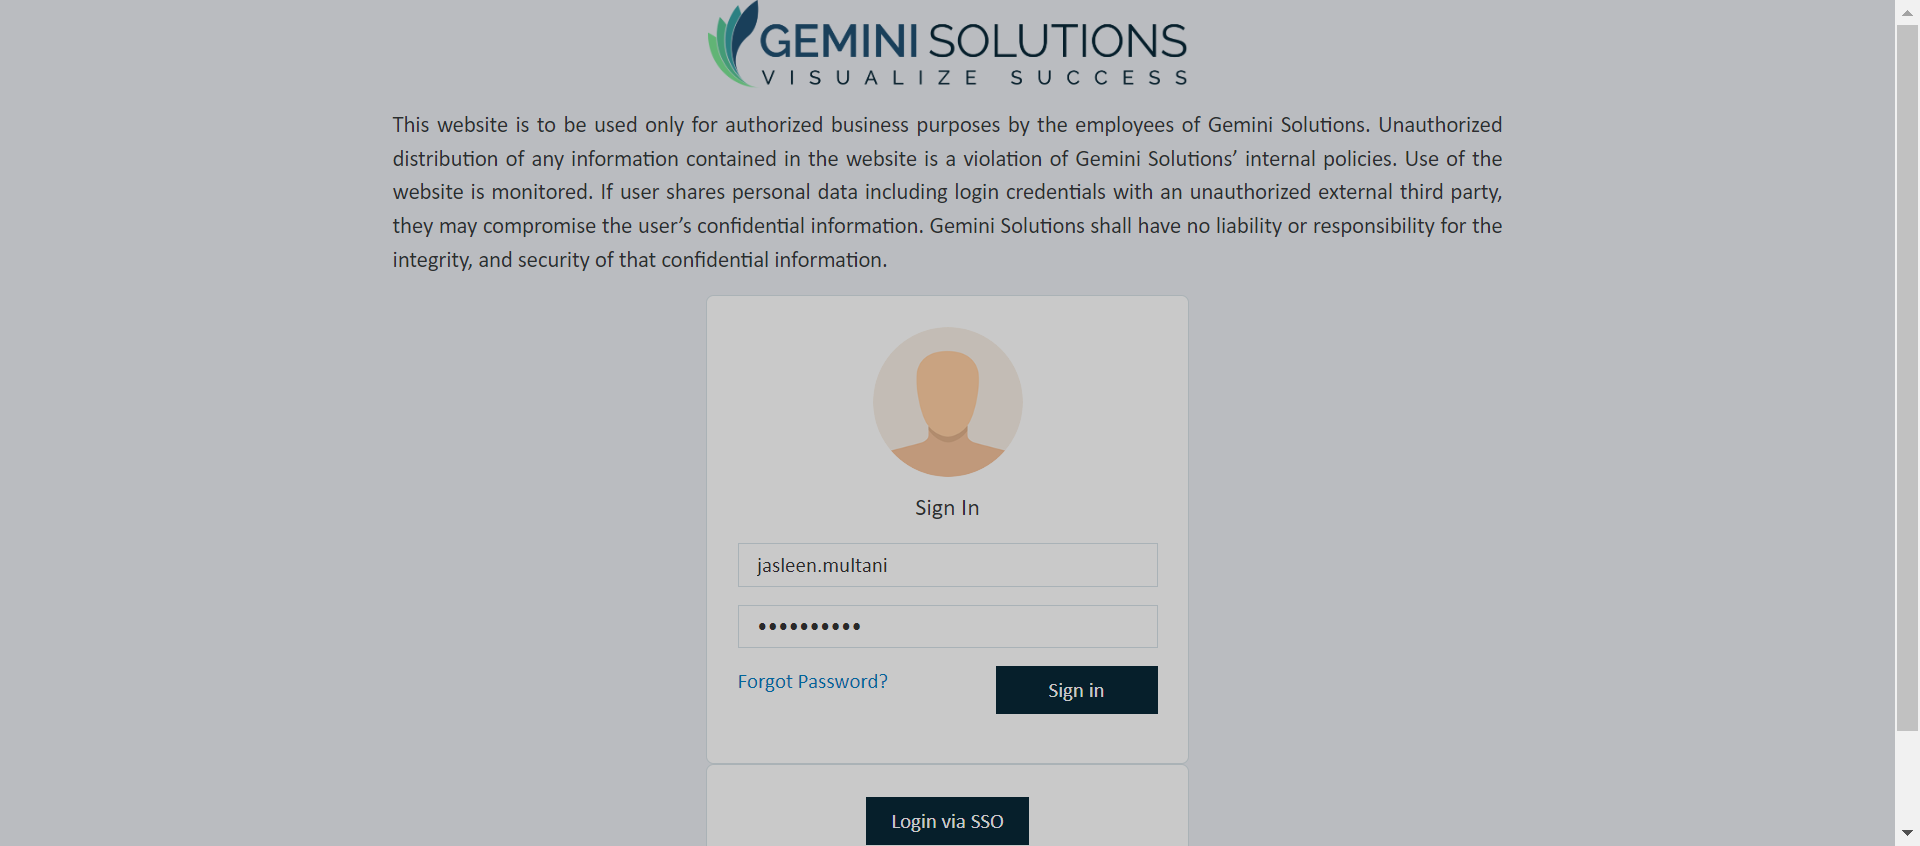 GEMINI SOLUTIONS
VISUALIZE SUCCESS
This website is to be used only for authorized business purposes by the employees of Gemini Solutions. Unauthorized
distribution of any information contained in the website is a violation of Gemini Solutions’ internal policies. Use of the
website is monitored. If user shares personal data including login credentials with an unauthorized external third party,
they may compromise the user’s confidential information. Gemini Solutions shall have no liability or responsibility for the
integrity, and security of that confidential information.
Sign In
jasleen.multani
••••••••••
Forgot Password?
Sign in
Login via SSO